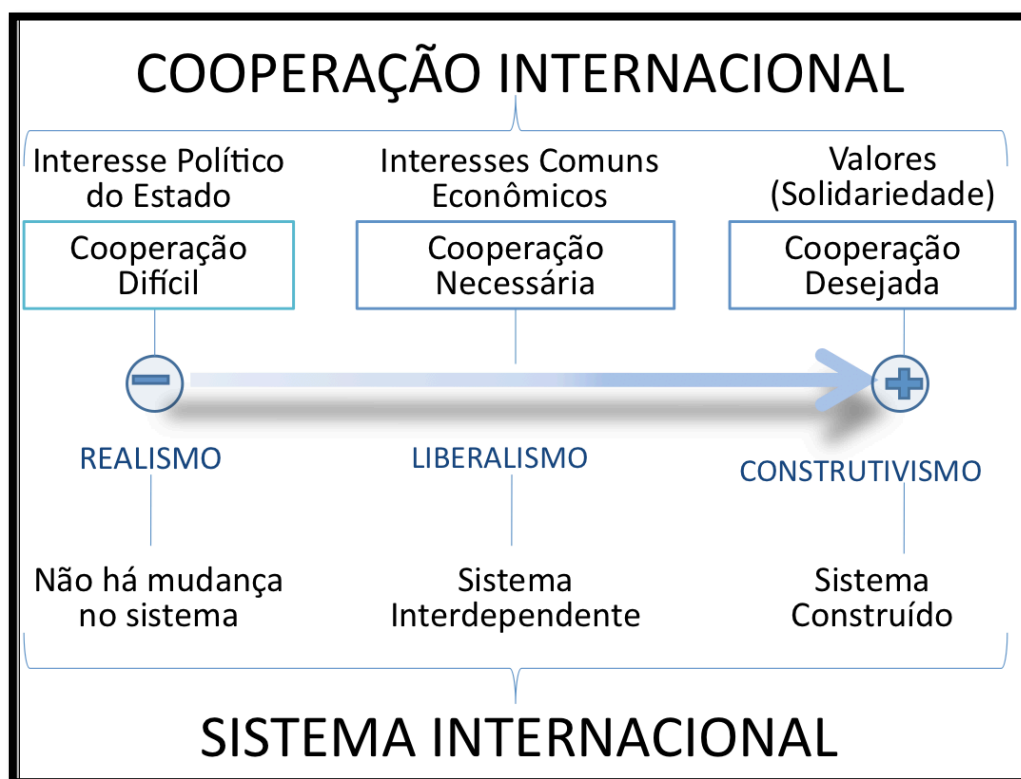 COOPERAÇÃO INTERNACIONAL
Interesse Político
do Estado
Interesses Comuns
Econômicos
Valores
(Solidariedade)
Cooperação
Difícil
Cooperação
Necessária
Cooperação
Desejada
REALISMO
LIBERALISMO
CONSTRUTIVISMO
Não há mudança
no sistema
Sistema
Interdependente
Sistema
Construído
SISTEMA INTERNACIONAL